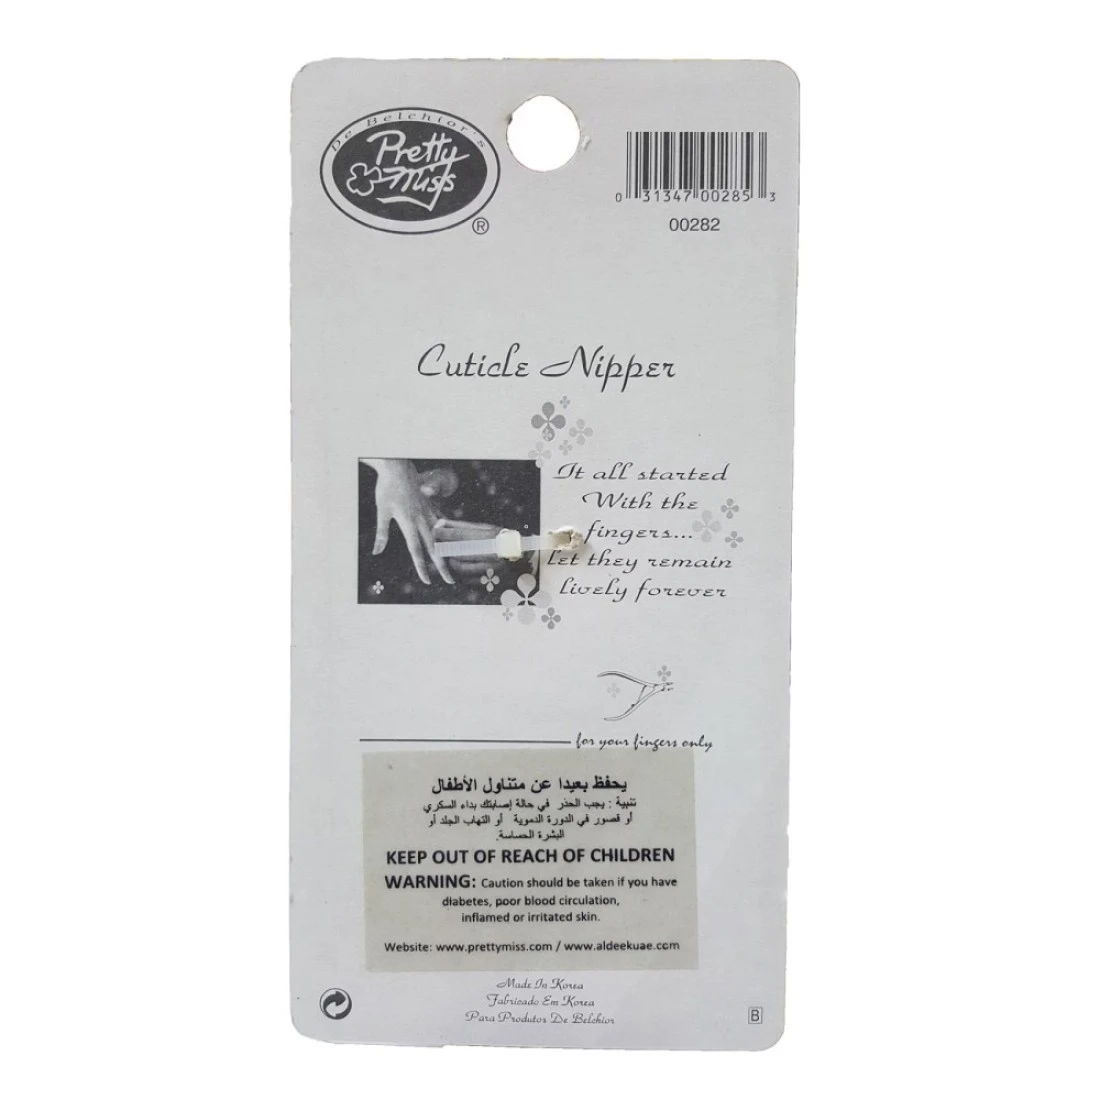 De Belchior's
Pretty
Miss
®
0 31347 00285 3
00282
Cuticle Nipper
It all started
With the
fingers...
let they remain
lively forever
for your fingers only
يحفظ بعيدا عن متناول الأطفال
تنبية : يجب الحذر في حالة إصابتك بداء السكري
أو قصور في الدورة الدموية أو التهاب الجلد أو
البشرة الحساسة.
KEEP OUT OF REACH OF CHILDREN
WARNING: Caution should be taken if you have
diabetes, poor blood circulation,
inflamed or irritated skin.
Website: www.prettymiss.com / www.aldeekuae.com
Made In Korea
Fabricado Em Korea
Para Produtos De Belchior
B